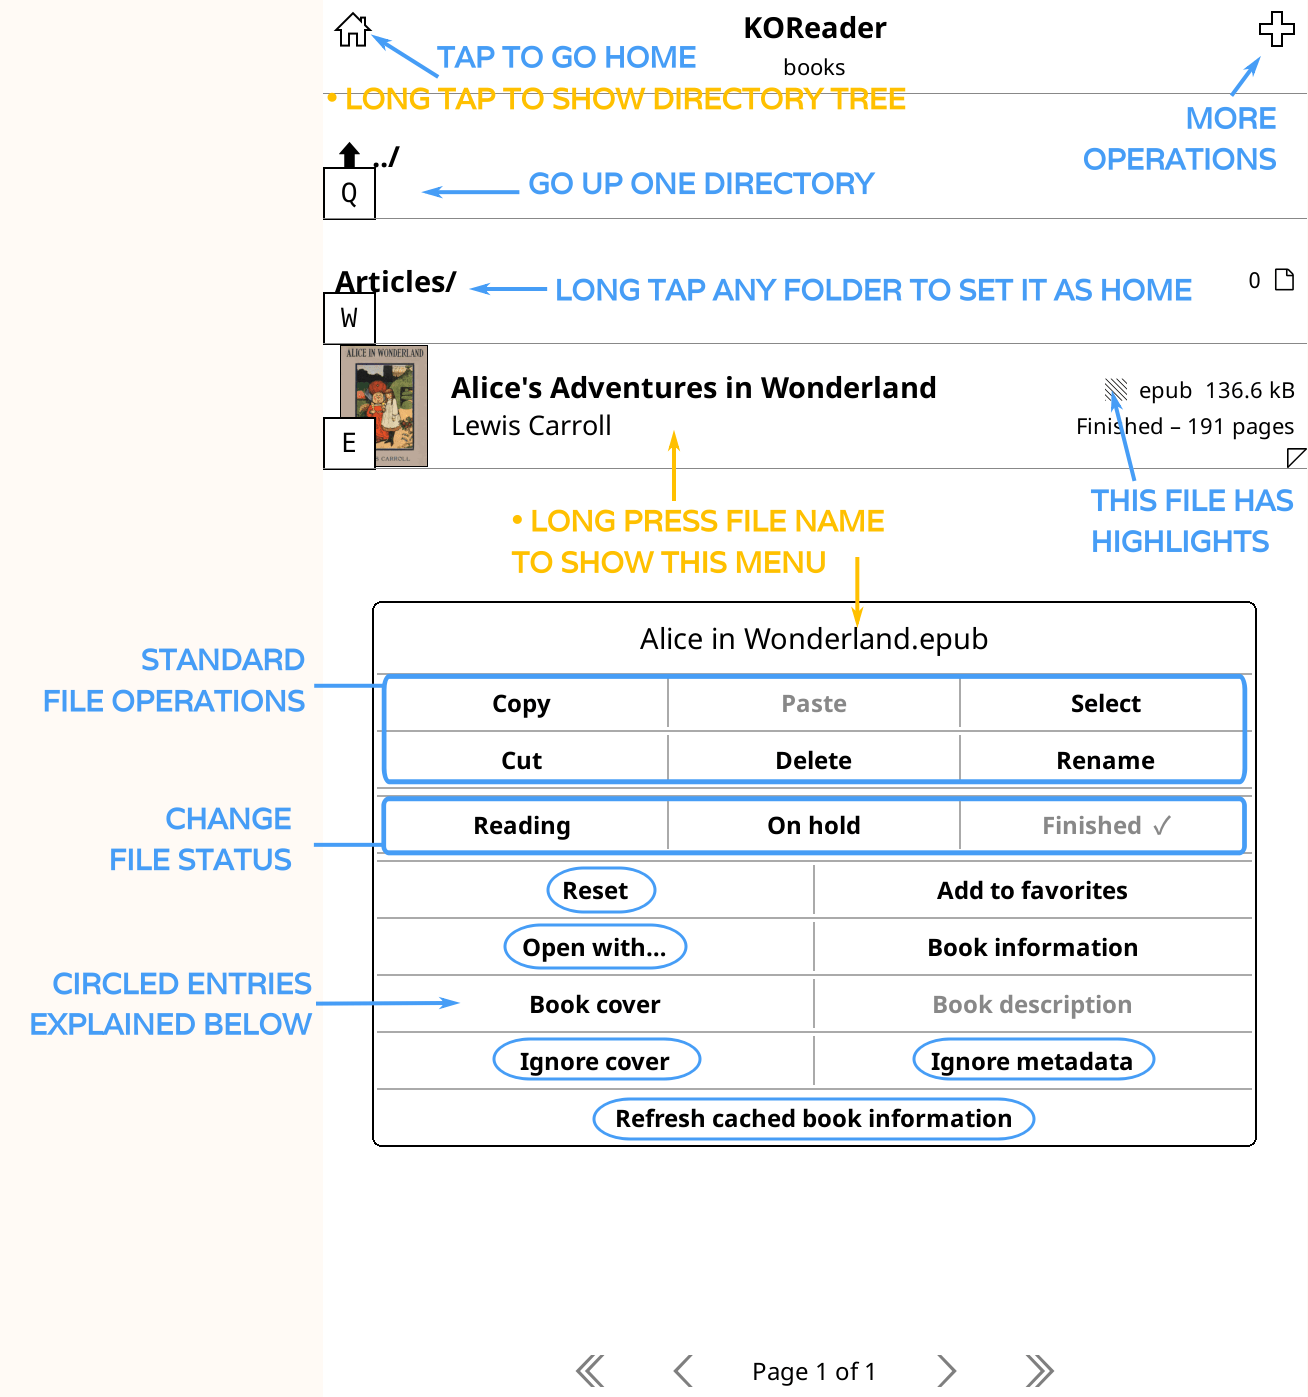 KOReader
TAP TO GO HOME
books
• LONG TAP TO SHOW DIRECTORY TREE
MORE
OPERATIONS
../
Q
GO UP ONE DIRECTORY
Articles/
LONG TAP ANY FOLDER TO SET IT AS HOME
0
W
ALICE IN WONDERLAND
Alice's Adventures in Wonderland
epub 136.6 kB
Lewis Carroll
Finished – 191 pages
E
CARROLL
THIS FILE HAS
HIGHLIGHTS
• LONG PRESS FILE NAME
TO SHOW THIS MENU
Alice in Wonderland.epub
STANDARD
FILE OPERATIONS
Copy Paste Select
Cut Delete Rename
CHANGE
FILE STATUS
Reading On hold Finished ✓
Reset Add to favorites
Open with... Book information
CIRCLED ENTRIES
EXPLAINED BELOW
Book cover Book description
Ignore cover Ignore metadata
Refresh cached book information
Page 1 of 1